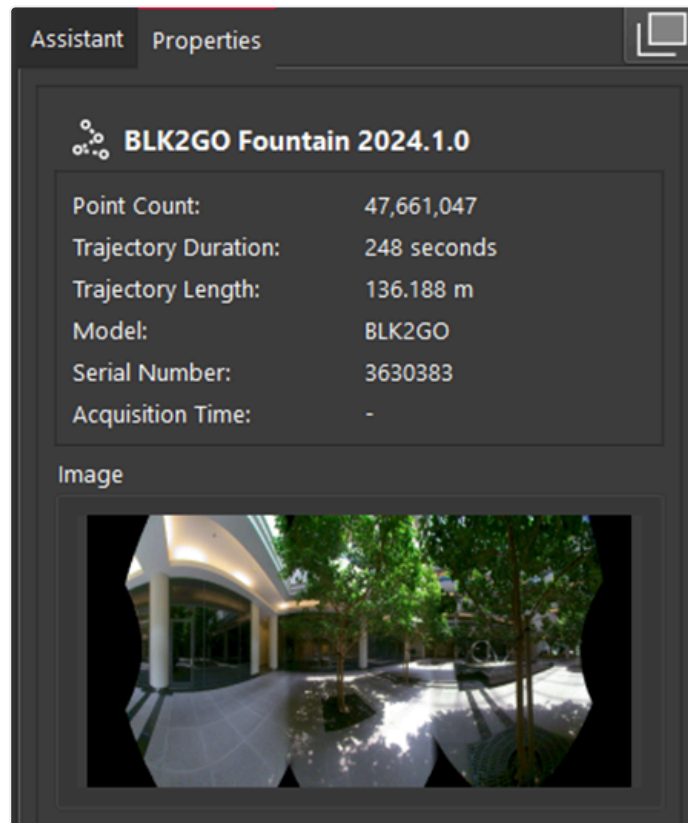 Assistant Properties
BLK2GO Fountain 2024.1.0
Point Count: 47,661,047
Trajectory Duration: 248 seconds
Trajectory Length: 136.188 m
Model: BLK2GO
Serial Number: 3630383
Acquisition Time: -
Image